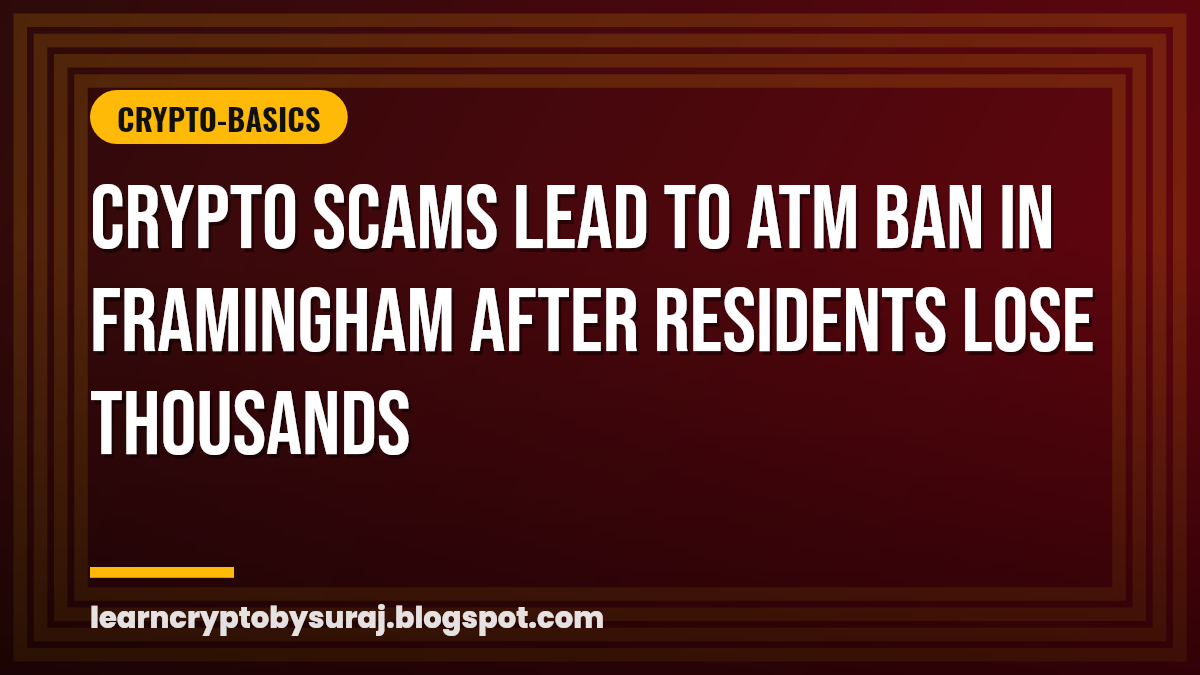 CRYPTO-BASICS
CRYPTO SCAMS LEAD TO ATM BAN IN
FRAMINGHAM AFTER RESIDENTS LOSE
THOUSANDS
learncryptobysuraj.blogspot.com